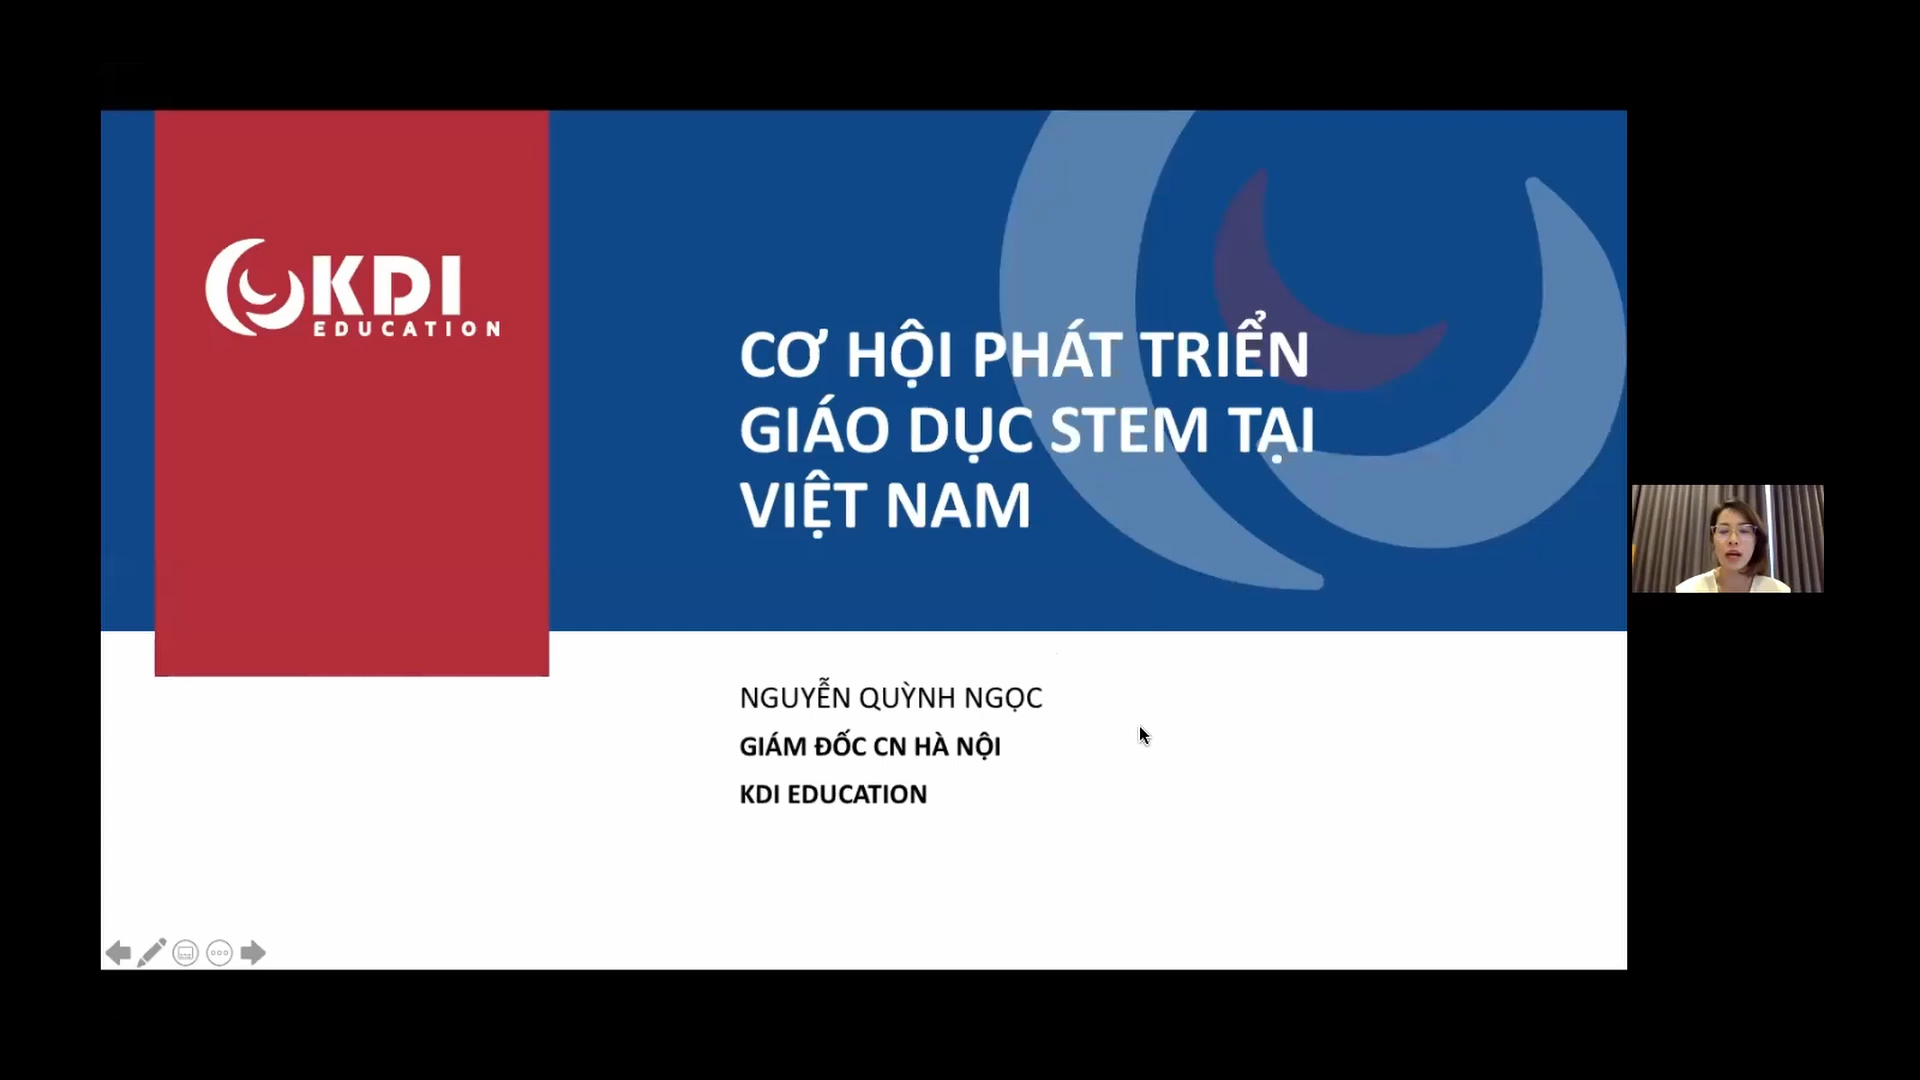 KDI
EDUCATION
CƠ HỘI PHÁT TRIỂN
GIÁO DỤC STEM TẠI
VIỆT NAM
NGUYỄN QUỲNH NGỌC
GIÁM ĐỐC CN HÀ NỘI
KDI EDUCATION